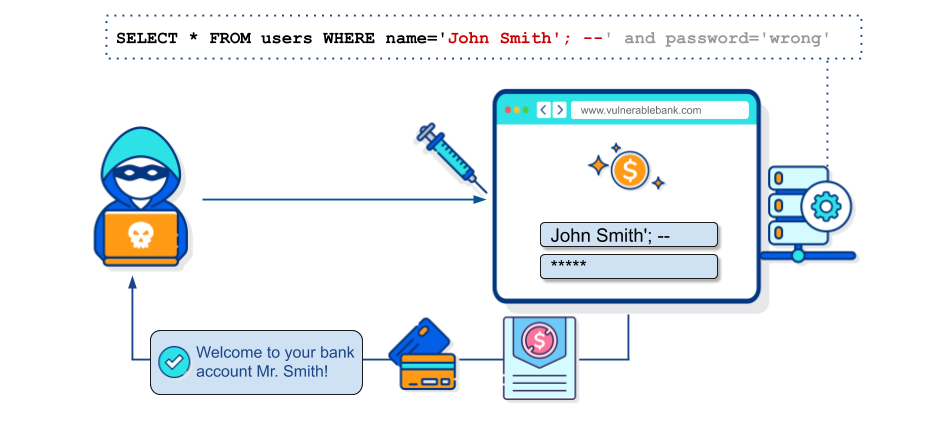 SELECT * FROM users WHERE name='John Smith'; --' and password='wrong'
www.vulnerablebank.com
$
John Smith'; --
*****
$
Welcome to your bank
account Mr. Smith!